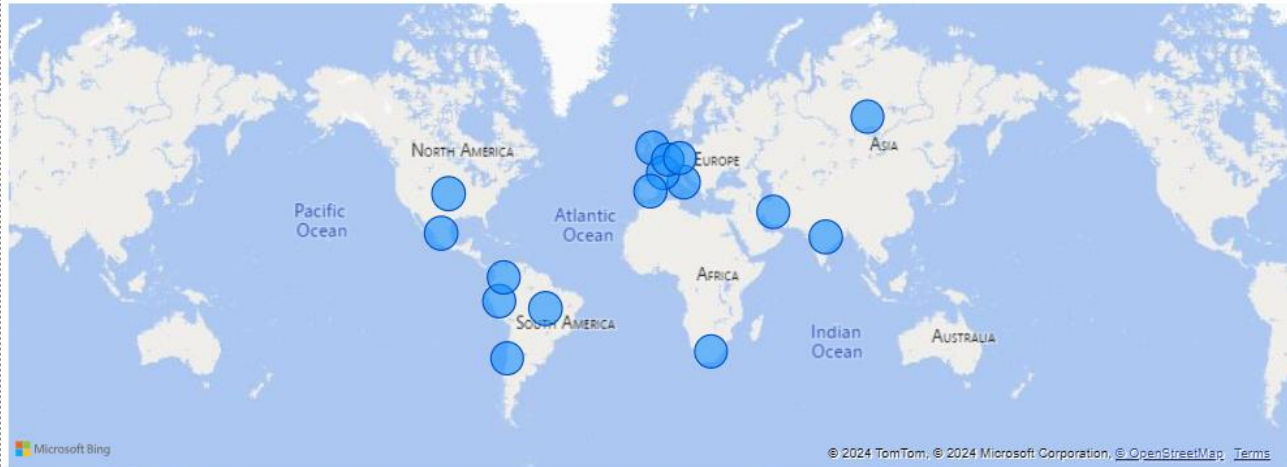 NORTH AMERICA
EUROPE
ASIA
Pacific
Ocean
Atlantic
Ocean
AFRICA
SOUTH AMERICA
Indian
Ocean
AUSTRALIA
Microsoft Bing
© 2024 TomTom, © 2024 Microsoft Corporation, © OpenStreetMap Terms